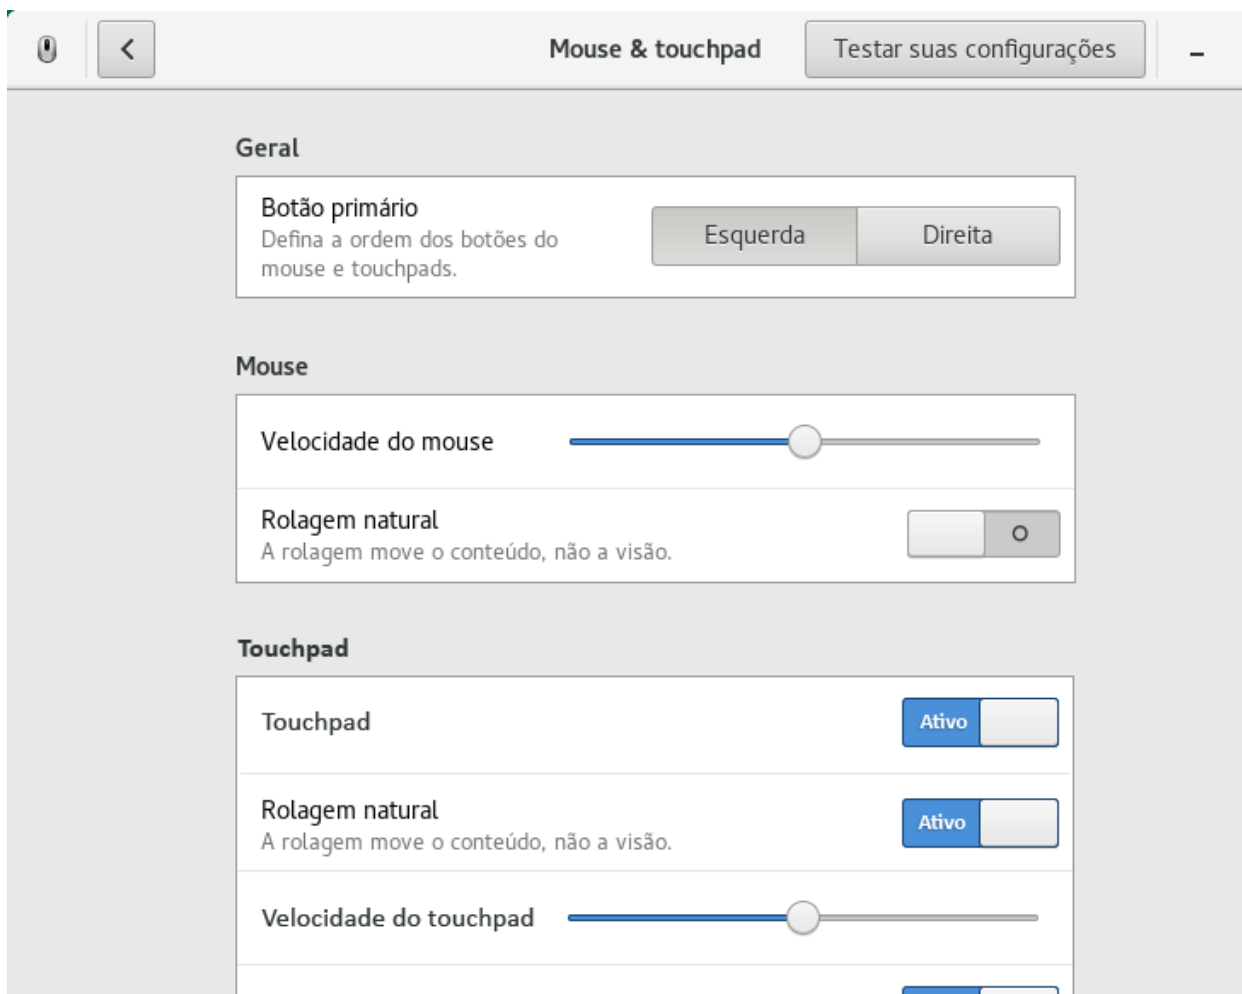 Mouse & touchpad
Testar suas configurações
Geral
Botão primário
Defina a ordem dos botões do
mouse e touchpads.
Esquerda
Direita
Mouse
Velocidade do mouse
Rolagem natural
A rolagem move o conteúdo, não a visão.
Touchpad
Touchpad
Ativo
Rolagem natural
A rolagem move o conteúdo, não a visão.
Ativo
Velocidade do touchpad